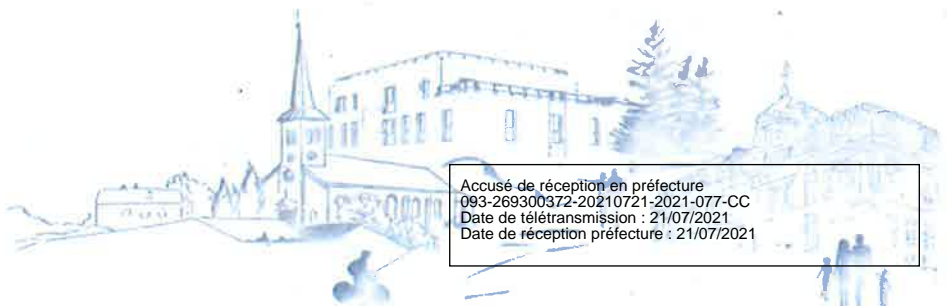 Accusé de réception en préfecture
093-269300372-20210721-2021-077-CC
Date de télétransmission : 21/07/2021
Date de réception préfecture : 21/07/2021